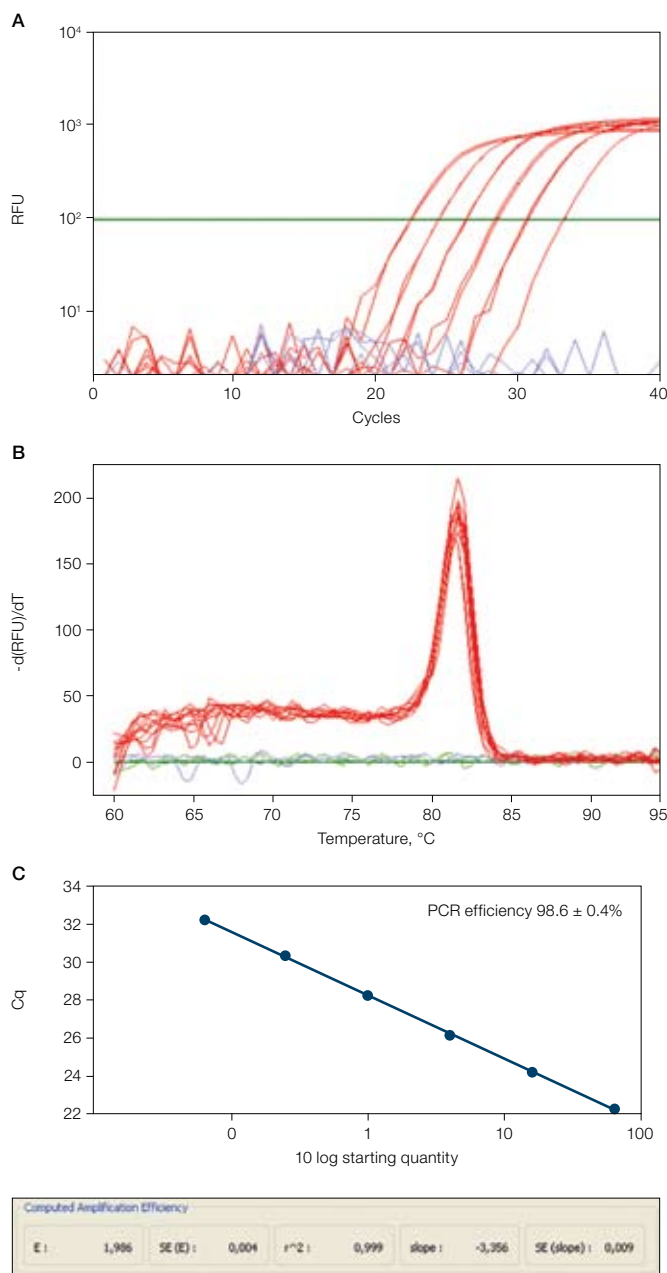 A
10⁴
10³
RFU
10²
10¹
0 10 20 30 40
Cycles
B
200
150
-d(RFU)/dT
100
50
0
60 65 70 75 80 85 90 95
Temperature, °C
C
34
PCR efficiency 98.6 ± 0.4%
32
30
Cq
28
26
24
22
0 1 10 100
10 log starting quantity
Computed Amplification Efficiency
E : 1,986 SE (E) : 0,004 r^2 : 0,999 slope : -3,356 SE (slope) : 0,009